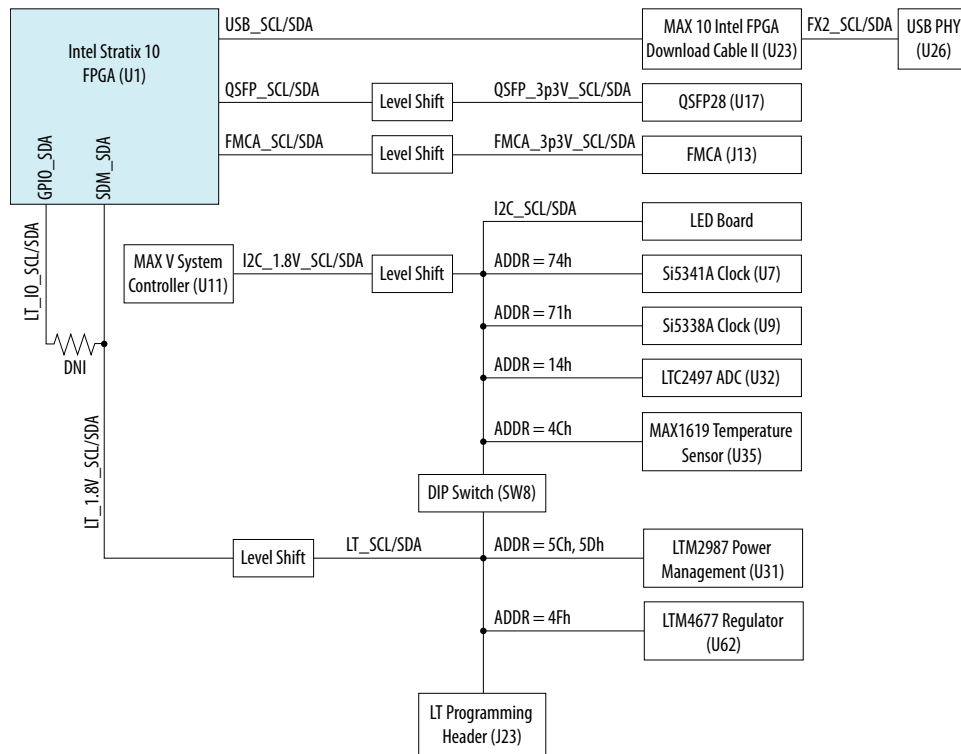 Intel Stratix 10
FPGA (U1)
USB_SCL/SDA
MAX 10 Intel FPGA
Download Cable II (U23)
FX2_SCL/SDA
USB PHY
(U26)
QSFP_SCL/SDA
Level Shift
QSFP_3p3V_SCL/SDA
QSFP28 (U17)
FMCA_SCL/SDA
Level Shift
FMCA_3p3V_SCL/SDA
FMCA (J13)
GPIO_SDA
SDM_SDA
LT_IO_SCL/SDA
DNI
LT_1.8V_SCL/SDA
I2C_SCL/SDA
LED Board
MAX V System
Controller (U11)
I2C_1.8V_SCL/SDA
Level Shift
ADDR = 74h
Si5341A Clock (U7)
ADDR = 71h
Si5338A Clock (U9)
ADDR = 14h
LTC2497 ADC (U32)
ADDR = 4Ch
MAX1619 Temperature
Sensor (U35)
DIP Switch (SW8)
Level Shift
LT_SCL/SDA
ADDR = 5Ch, 5Dh
LTM2987 Power
Management (U31)
ADDR = 4Fh
LTM4677 Regulator
(U62)
LT Programming
Header (J23)